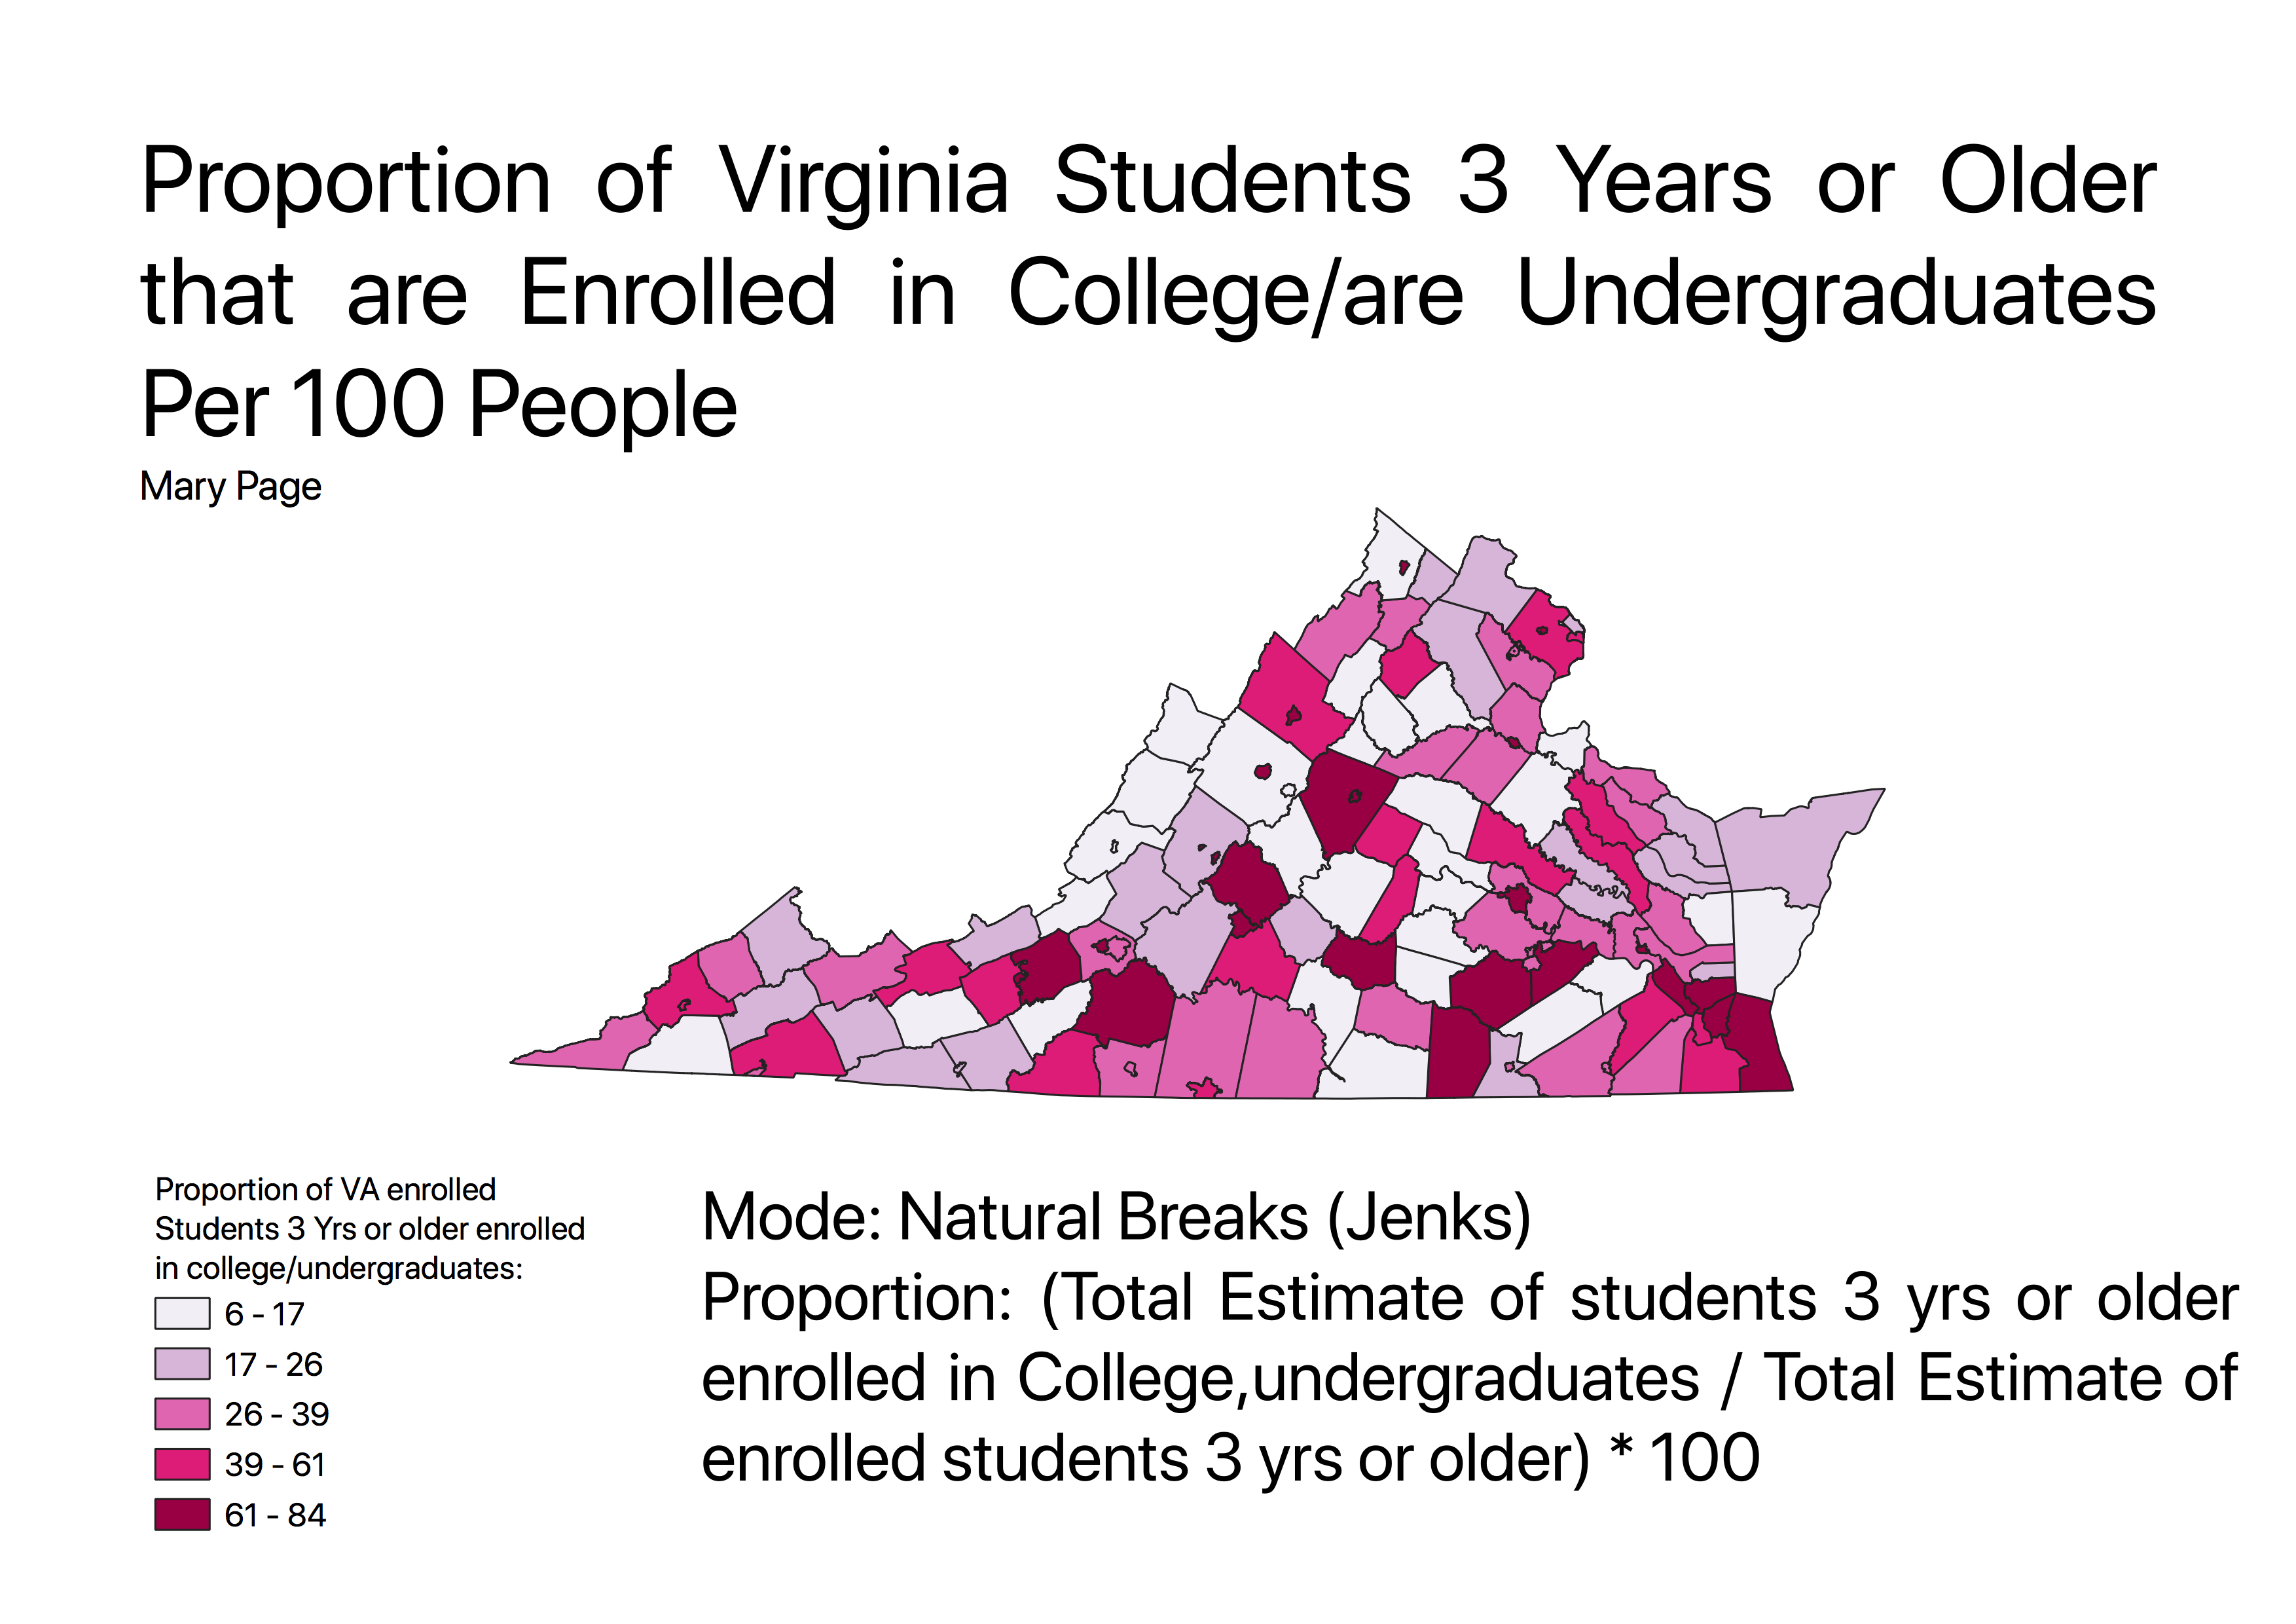 Proportion of Virginia Students 3 Years or Older
that are Enrolled in College/are Undergraduates
Per 100 People
Mary Page
Proportion of VA enrolled
Students 3 Yrs or older enrolled
in college/undergraduates:
6 - 17
17 - 26
26 - 39
39 - 61
61 - 84
Mode: Natural Breaks (Jenks)
Proportion: (Total Estimate of students 3 yrs or older
enrolled in College,undergraduates / Total Estimate of
enrolled students 3 yrs or older) * 100